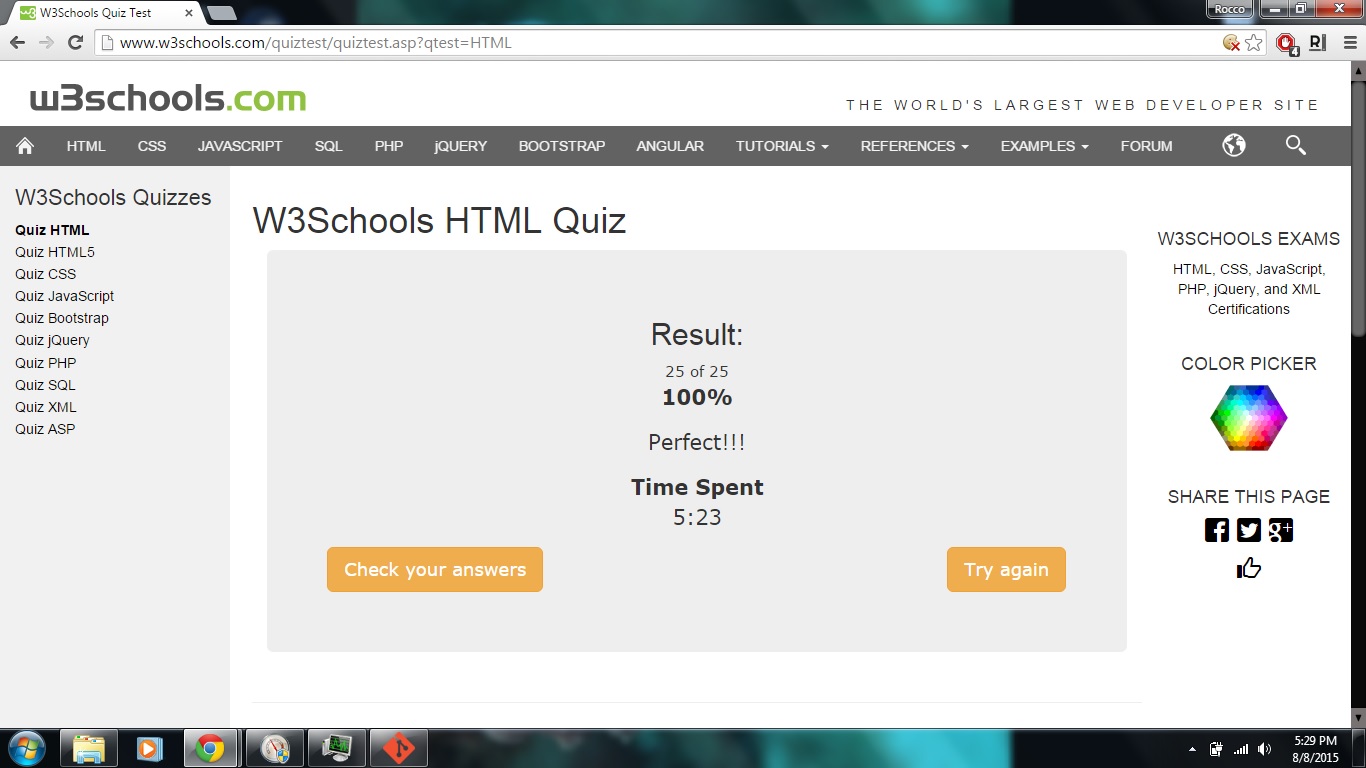 W3Schools Quiz Test
Rocco
www.w3schools.com/quiztest/quiztest.asp?qtest=HTML
4
R
w3schools.com
THE WORLD'S LARGEST WEB DEVELOPER SITE
HTML CSS JAVASCRIPT SQL PHP jQUERY BOOTSTRAP ANGULAR TUTORIALS REFERENCES EXAMPLES FORUM
W3Schools Quizzes
Quiz HTML
Quiz HTML5
Quiz CSS
Quiz JavaScript
Quiz Bootstrap
Quiz jQuery
Quiz PHP
Quiz SQL
Quiz XML
Quiz ASP
W3Schools HTML Quiz
Result:
25 of 25
100%
Perfect!!!
Time Spent
5:23
Check your answers
Try again
W3SCHOOLS EXAMS
HTML, CSS, JavaScript,
PHP, jQuery, and XML
Certifications
COLOR PICKER
SHARE THIS PAGE
5:29 PM
8/8/2015